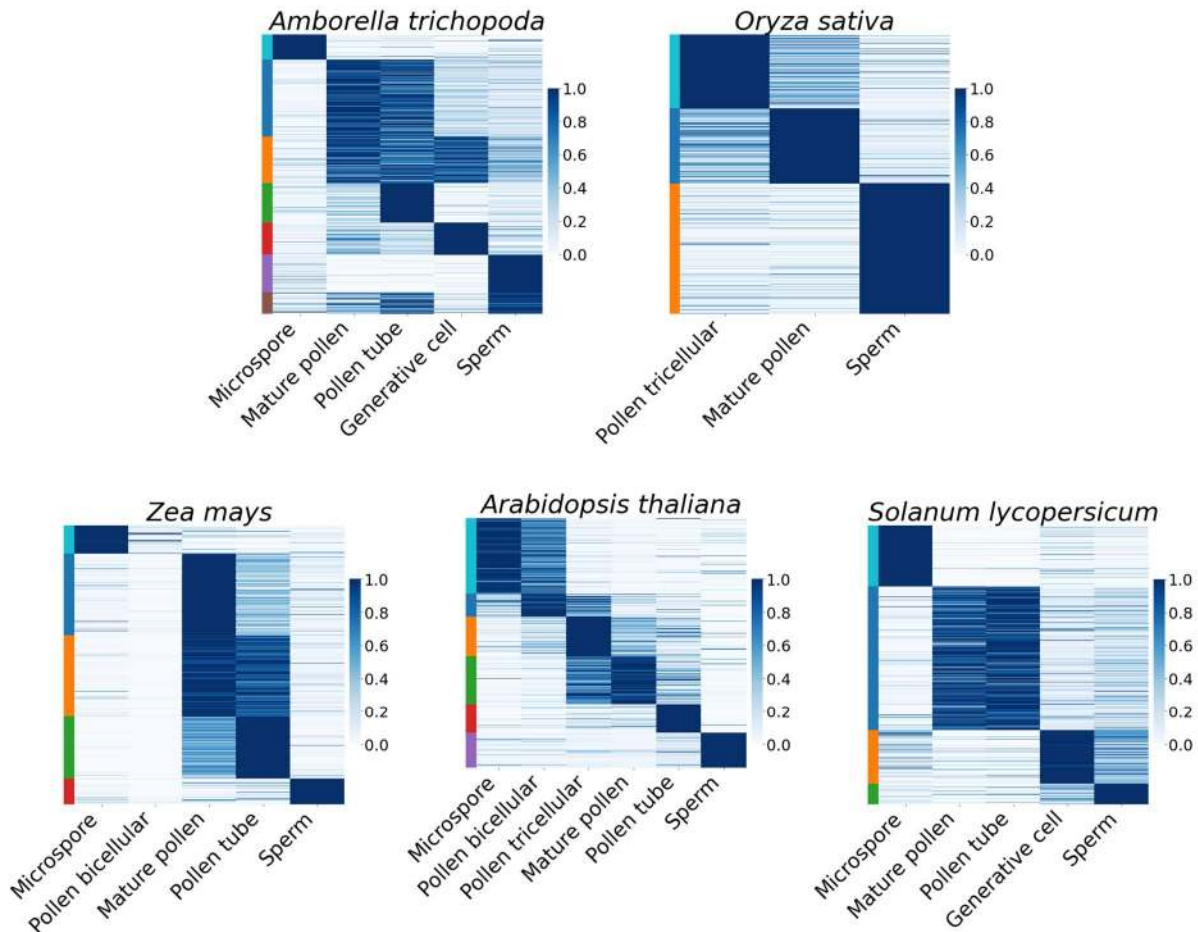 Amborella trichopoda
1.0
0.8
0.6
0.4
0.2
0.0
Microspore
Mature pollen
Pollen tube
Generative cell
Sperm
Oryza sativa
1.0
0.8
0.6
0.4
0.2
0.0
Pollen tricellular
Mature pollen
Sperm
Zea mays
1.0
0.8
0.6
0.4
0.2
0.0
Microspore
Pollen bicellular
Mature pollen
Pollen tube
Sperm
Arabidopsis thaliana
1.0
0.8
0.6
0.4
0.2
0.0
Microspore
Pollen bicellular
Pollen tricellular
Mature pollen
Pollen tube
Sperm
Solanum lycopersicum
1.0
0.8
0.6
0.4
0.2
0.0
Microspore
Mature pollen
Pollen tube
Generative cell
Sperm